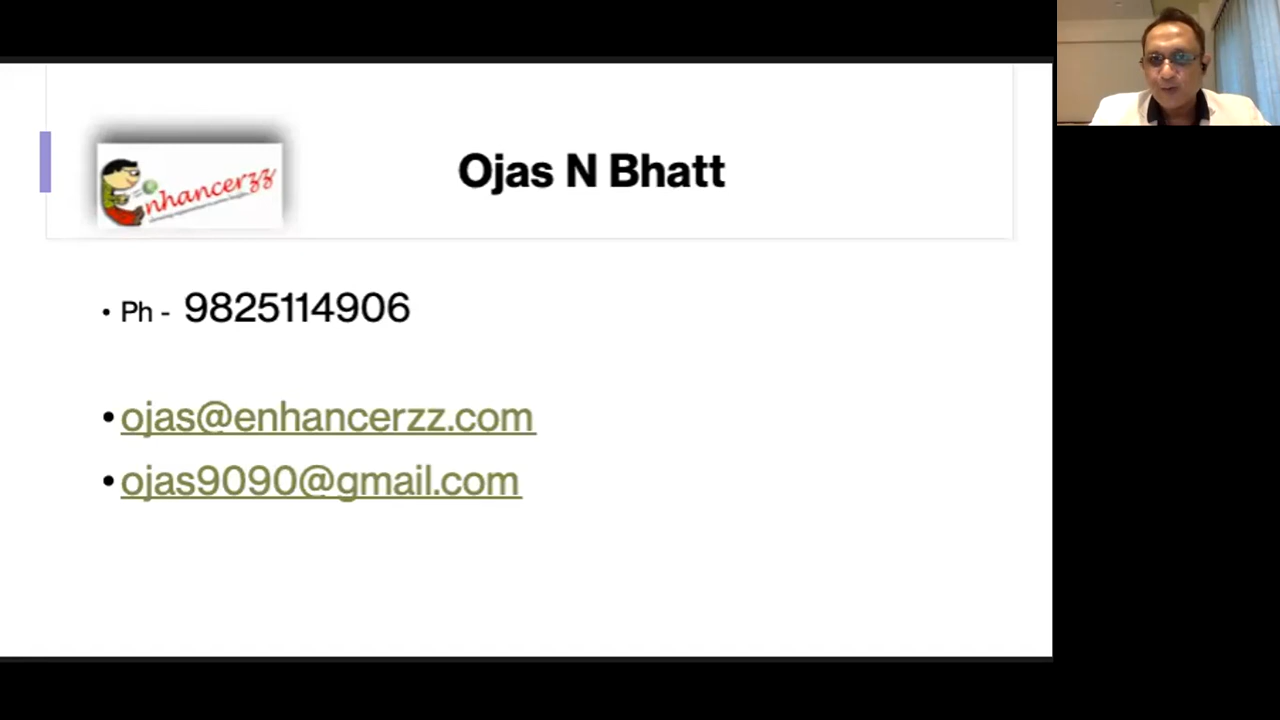 nhancerzz
Ojas N Bhatt
• Ph - 9825114906
• ojas@enhancerzz.com
• ojas9090@gmail.com